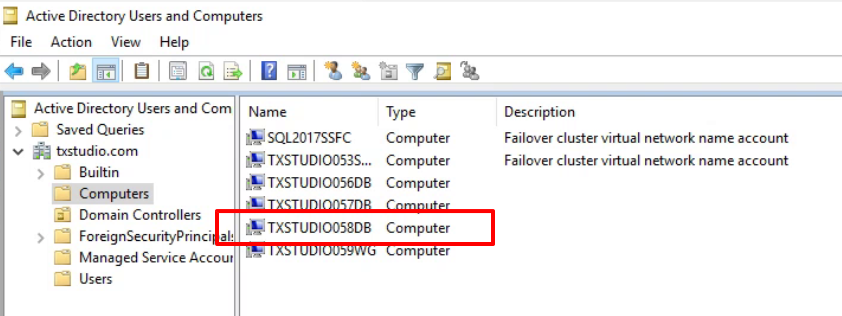 Active Directory Users and Computers
File Action View Help
Active Directory Users and Com
Saved Queries
txstudio.com
Builtin
Computers
Domain Controllers
ForeignSecurityPrincipals
Managed Service Accour
Users
Name Type Description
SQL2017SSFC Computer Failover cluster virtual network name account
TXSTUDIO053S... Computer Failover cluster virtual network name account
TXSTUDIO056DB Computer
TXSTUDIO057DB Computer
TXSTUDIO058DB Computer
TXSTUDIO059WG Computer